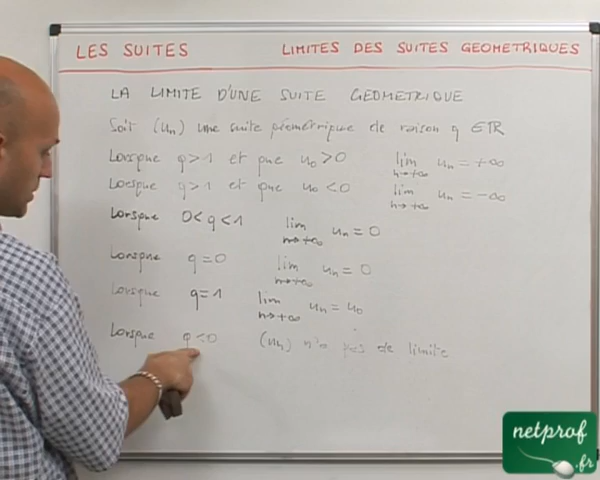 LES SUITES LIMITES DES SUITES GEOMETRIQUES
LA LIMITE D'UNE SUITE GEOMETRIQUE
Soit (un) une suite géométrique de raison q ∈ ℝ
Lorsque q > 1 et que u0 > 0 lim n→+∞ un = +∞
Lorsque q > 1 et que u0 < 0 lim n→+∞ un = -∞
Lorsque 0 < q < 1 lim n→+∞ un = 0
Lorsque q = 0 lim n→+∞ un = 0
Lorsque q = 1 lim n→+∞ un = u0
Lorsque q < 0 (un) n'a pas de limite
netprof
.fr